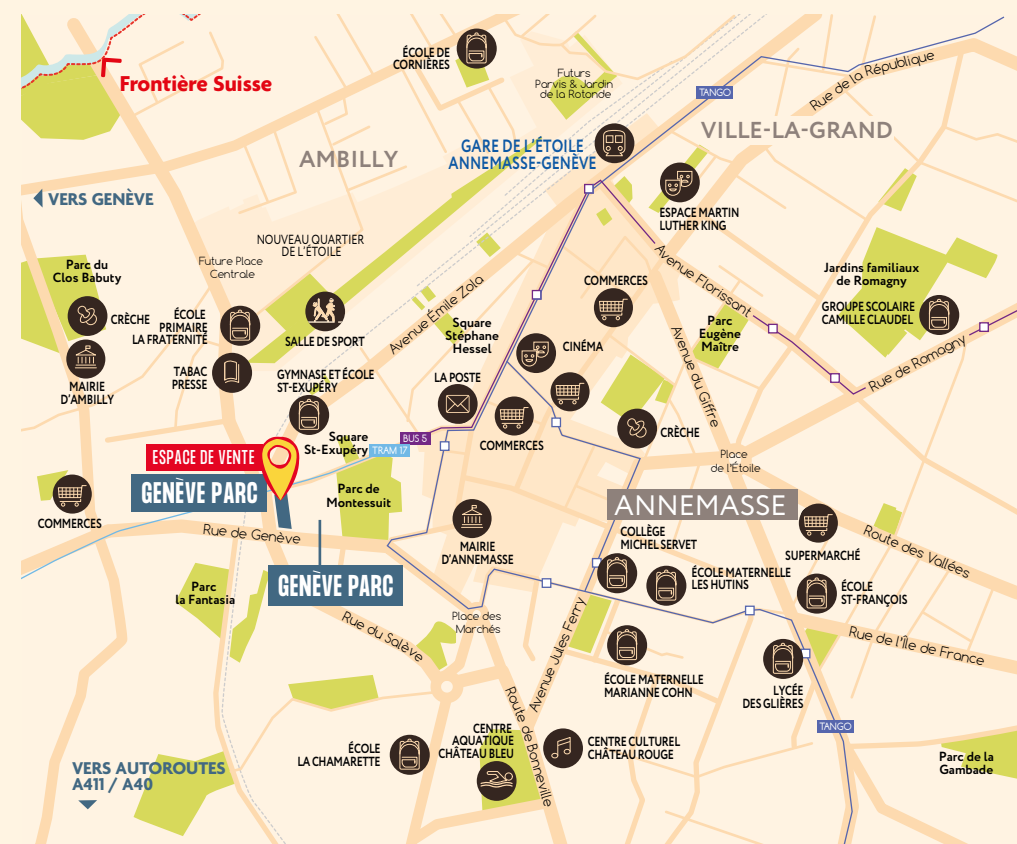 ÉCOLE DE
CORNIÈRES
Futurs
Parvis & Jardin
de la Rotonde
Frontière Suisse
TANGO
Rue de la République
VILLE-LA-GRAND
AMBILLY
GARE DE L'ÉTOILE
ANNEMASSE-GENÈVE
VERS GENÈVE
ESPACE MARTIN
LUTHER KING
NOUVEAU QUARTIER
DE L'ÉTOILE
Future Place
Centrale
Avenue Florissant
Parc du
Clos Babuty
Jardins familiaux
de Romagny
COMMERCES
Avenue Émile Zola
CRÈCHE
ÉCOLE
PRIMAIRE
LA FRATERNITÉ
SALLE DE SPORT
GROUPE SCOLAIRE
CAMILLE CLAUDEL
Square
Stéphane
Hessel
Parc
Eugène
Maître
CINÉMA
Avenue du Giffre
Rue de Romagny
MAIRIE
D'AMBILLY
TABAC
PRESSE
GYMNASE ET ÉCOLE
ST-EXUPÉRY
LA POSTE
COMMERCES
CRÈCHE
BUS 5
Square
St-Exupéry
TRAM 17
ESPACE DE VENTE
GENÈVE PARC
Place
de l'Étoile
Parc de
Montessuit
COMMERCES
ANNEMASSE
Rue de Genève
MAIRIE
D'ANNEMASSE
COLLÈGE
MICHEL SERVET
SUPERMARCHÉ
Route des Vallées
GENÈVE PARC
ÉCOLE MATERNELLE
LES HUTINS
ÉCOLE
ST-FRANÇOIS
Parc
la Fantasia
Place des
Marchés
Rue du Salève
Avenue Jules Ferry
Rue de l'Île de France
ÉCOLE MATERNELLE
MARIANNE COHN
LYCÉE
DES GLIÈRES
Route de Bonneville
TANGO
CENTRE
AQUATIQUE
CHÂTEAU BLEU
ÉCOLE
LA CHAMARETTE
CENTRE CULTUREL
CHÂTEAU ROUGE
Parc de la
Gambade
VERS AUTOROUTES
A411 / A40